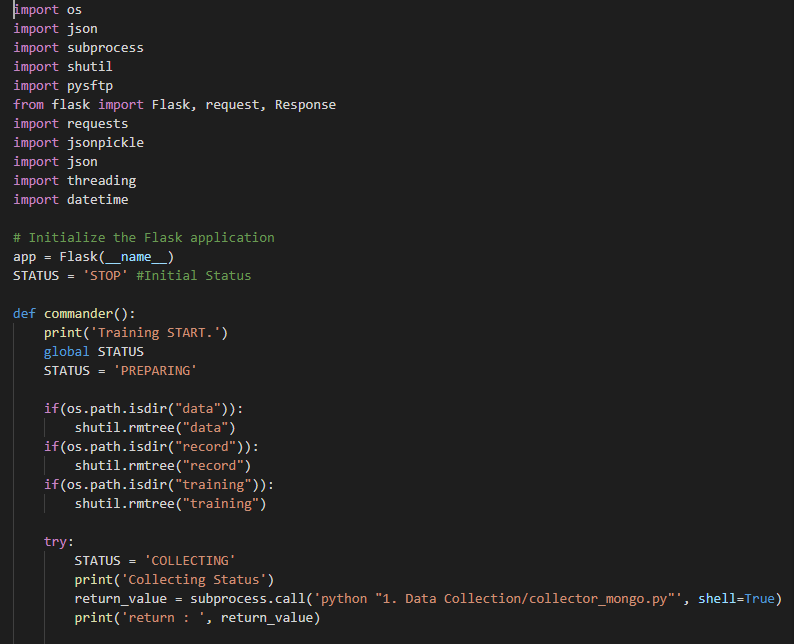 import os
import json
import subprocess
import shutil
import pysftp
from flask import Flask, request, Response
import requests
import jsonpickle
import json
import threading
import datetime

# Initialize the Flask application
app = Flask(__name__)
STATUS = 'STOP' #Initial Status

def commander():
    print('Training START.')
    global STATUS
    STATUS = 'PREPARING'

    if(os.path.isdir("data")):
        shutil.rmtree("data")
    if(os.path.isdir("record")):
        shutil.rmtree("record")
    if(os.path.isdir("training")):
        shutil.rmtree("training")

    try:
        STATUS = 'COLLECTING'
        print('Collecting Status')
        return_value = subprocess.call('python "1. Data Collection/collector_mongo.py"', shell=True)
        print('return : ', return_value)